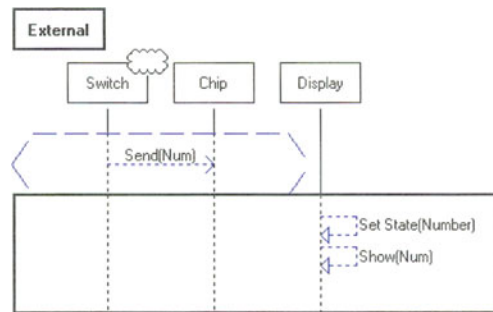 External
Switch
Chip
Display
Send(Num)
Set State(Number)
Show(Num)